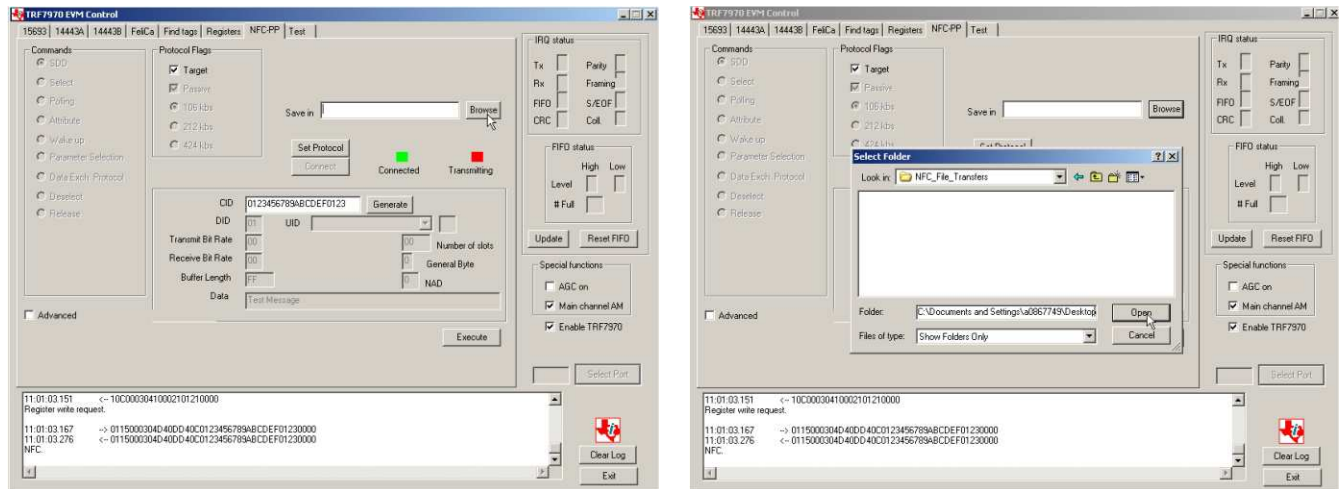 TRF7970 EVM Control
15693 14443A 14443B FeliCa Find tags Registers NFC-PP Test
Commands
SDD
Select
Polling
Attribute
Wake up
Parameter Selection
Data Exch. Protocol
Deselect
Release
Advanced
Protocol Flags
Target
Passive
106 kbs
212 kbs
424 kbs
Save in
Browse
Set Protocol
Connect
Connected
Transmitting
CID 0123456789ABCDEF0123 Generate
DID 01 UID
Transmit Bit Rate 00 00 Number of slots
Receive Bit Rate 00 0 General Byte
Buffer Length FF 0 NAD
Data Test Message
Execute
IRQ status
Tx Parity
Rx Framing
FIFO S/EOF
CRC Coll.
FIFO status
High Low
Level
# Full
Update Reset FIFO
Special functions
AGC on
Main channel AM
Enable TRF7970
Select Port
11:01:03.151 <-- 10C00030410002101210000
Register write request.
11:01:03.167 --> 0115000304D40DD40C0123456789ABCDEF01230000
11:01:03.276 <-- 0115000304D40DD40C0123456789ABCDEF01230000
NFC.
Clear Log
Exit
TRF7970 EVM Control
15693 14443A 14443B FeliCa Find tags Registers NFC-PP Test
Commands
SDD
Select
Polling
Attribute
Wake up
Parameter Selection
Data Exch. Protocol
Deselect
Release
Advanced
Protocol Flags
Target
Passive
106 kbs
212 kbs
424 kbs
Save in
Browse
Set Protocol
Select Folder
Look in: NFC_File_Transfers
Folder: C:\Documents and Settings\a0867749\Desktop Open
Files of type: Show Folders Only Cancel
IRQ status
Tx Parity
Rx Framing
FIFO S/EOF
CRC Coll.
FIFO status
High Low
Level
# Full
Update Reset FIFO
Special functions
AGC on
Main channel AM
Enable TRF7970
Select Port
11:01:03.151 <-- 10C00030410002101210000
Register write request.
11:01:03.167 --> 0115000304D40DD40C0123456789ABCDEF01230000
11:01:03.276 <-- 0115000304D40DD40C0123456789ABCDEF01230000
NFC.
Clear Log
Exit